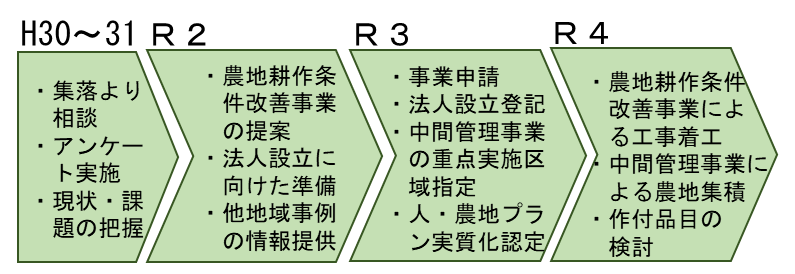 H30～31
・集落より
相談
・アンケー
ト実施
・現状・課
題の把握
Ｒ２
・農地耕作条
件改善事業
の提案
・法人設立に
向けた準備
・他地域事例
の情報提供
Ｒ３
・事業申請
・法人設立登記
・中間管理事業
の重点実施区
域指定
・人・農地プラ
ン実質化認定
Ｒ４
・農地耕作条件
改善事業によ
る工事着工
・中間管理事業に
よる農地集積
・作付品目の
検討